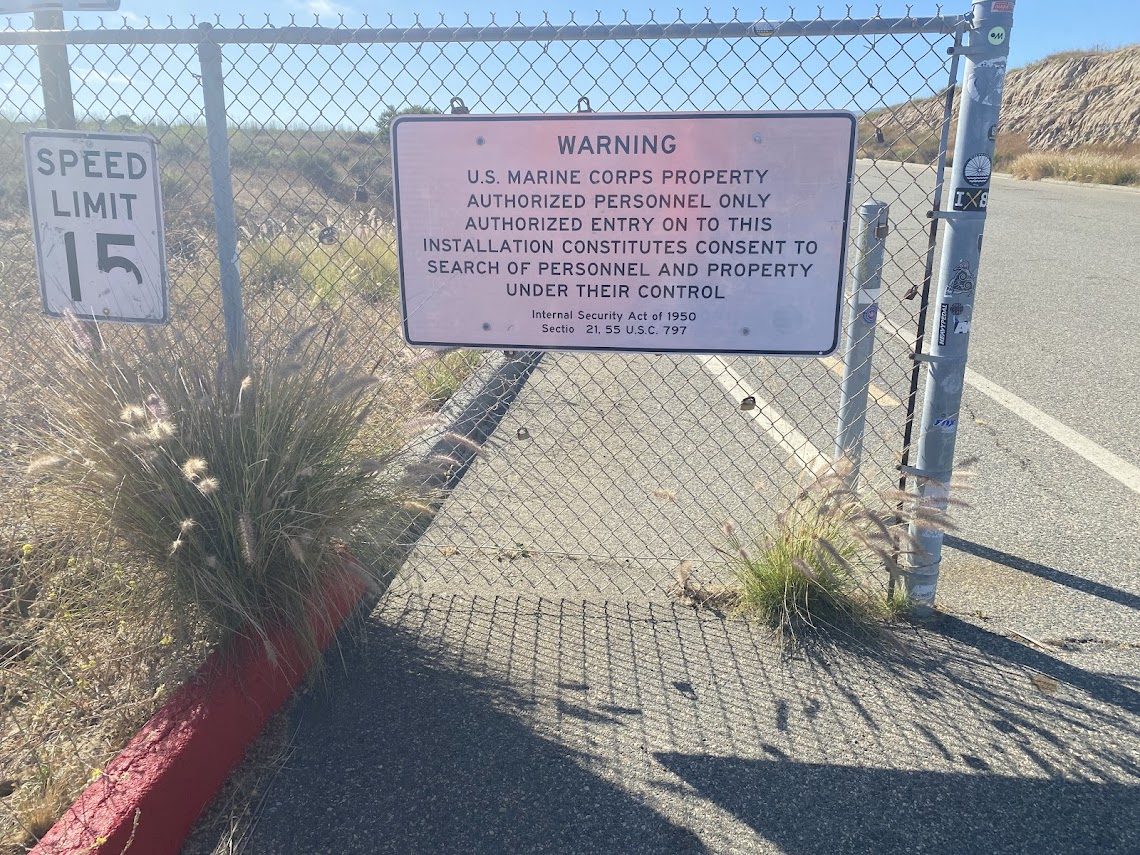 SPEED
LIMIT
15
WARNING
U.S. MARINE CORPS PROPERTY
AUTHORIZED PERSONNEL ONLY
AUTHORIZED ENTRY ON TO THIS
INSTALLATION CONSTITUTES CONSENT TO
SEARCH OF PERSONNEL AND PROPERTY
UNDER THEIR CONTROL
Internal Security Act of 1950
Sectio 21, 55 U.S.C. 797